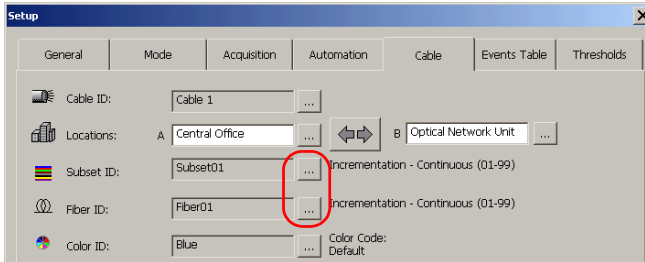 Setup
General Mode Acquisition Automation Cable Events Table Thresholds
Cable ID: Cable 1 ...
Locations: A Central Office ... B Optical Network Unit ...
Subset ID: Subset01 ... Incrementation - Continuous (01-99)
Fiber ID: Fiber01 ... Incrementation - Continuous (01-99)
Color ID: Blue ... Color Code:
Default